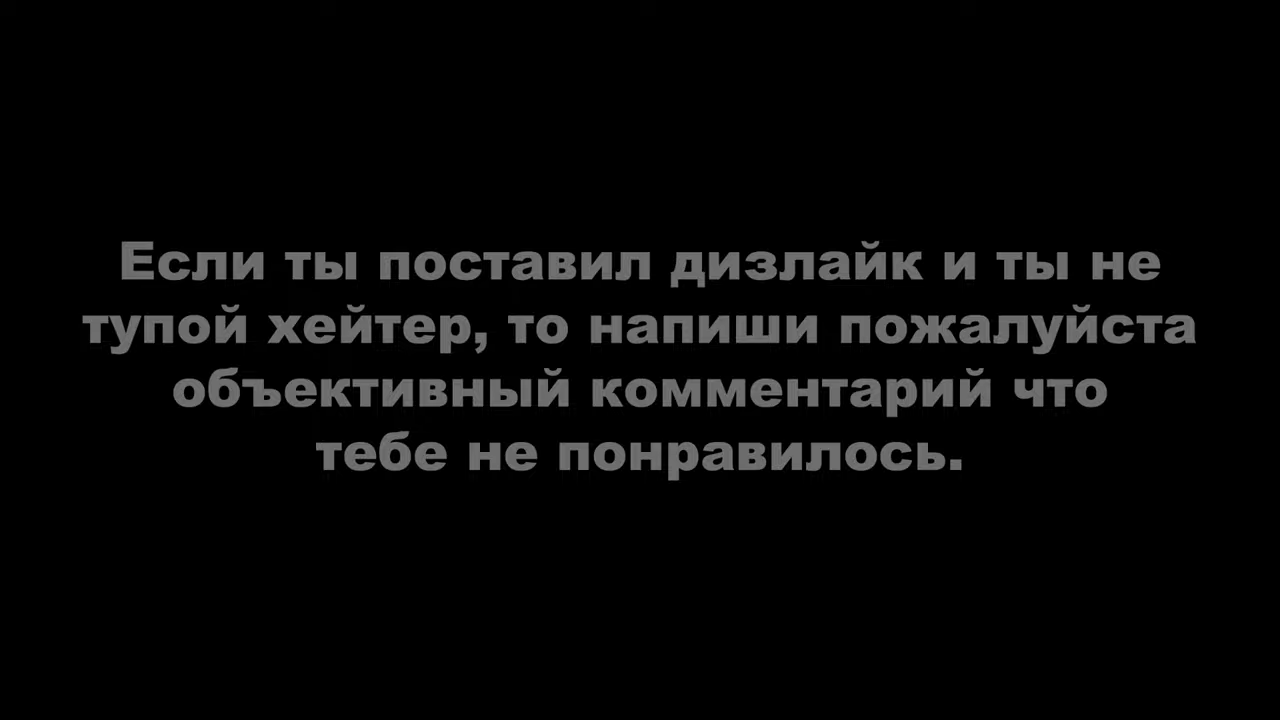 Если ты поставил дизлайк и ты не
тупой хейтер, то напиши пожалуйста
объективный комментарий что
тебе не понравилось.